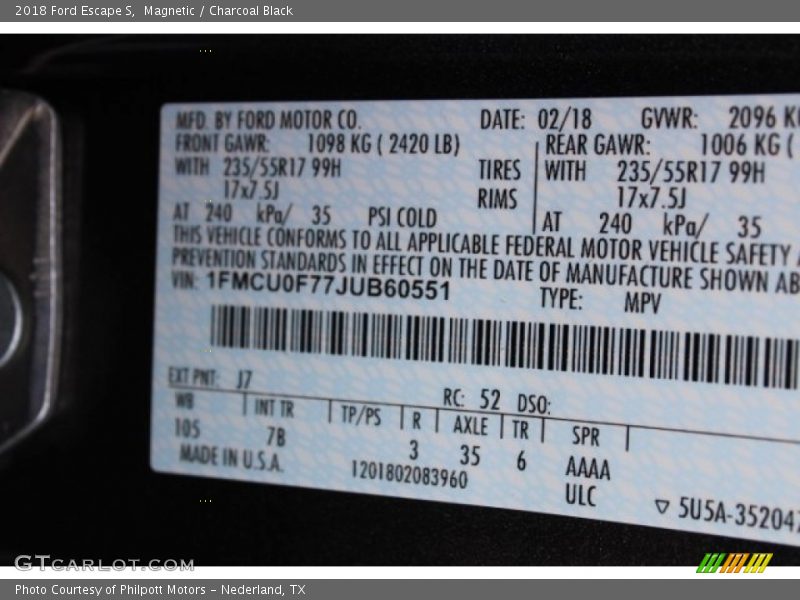 2018 Ford Escape S, Magnetic / Charcoal Black
MFD. BY FORD MOTOR CO. DATE: 02/18 GVWR: 2096
FRONT GAWR: 1098 KG ( 2420 LB) REAR GAWR: 1006 KG (
WITH 235/55R17 99H TIRES WITH 235/55R17 99H
17x7.5J RIMS 17x7.5J
AT 240 kPa/ 35 PSI COLD AT 240 kPa/ 35
THIS VEHICLE CONFORMS TO ALL APPLICABLE FEDERAL MOTOR VEHICLE SAFETY
PREVENTION STANDARDS IN EFFECT ON THE DATE OF MANUFACTURE SHOWN
VIN: 1FMCU0F77JUB60551 TYPE: MPV
EXT PNT: J7 RC: 52 DSO:
WB INT TR TP/PS R AXLE TR SPR
105 7B 3 35 6 AAAA
MADE IN U.S.A. 1201802083960 ULC
5U5A-352047
GTCARLOT.COM
Photo Courtesy of Philpott Motors – Nederland, TX